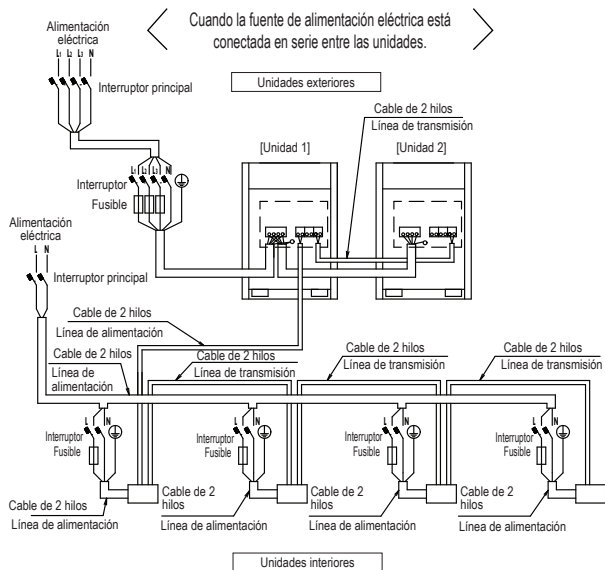 Cuando la fuente de alimentación eléctrica está
conectada en serie entre las unidades.
Alimentación
eléctrica
L₁ L₂ L₃ N
Interruptor principal
Unidades exteriores
Cable de 2 hilos
Línea de transmisión
[Unidad 1]
[Unidad 2]
L₁ L₂ L₃ N
Interruptor
Fusible
Alimentación
eléctrica
L N
Interruptor principal
Cable de 2 hilos
Línea de alimentación
Cable de 2 hilos
Línea de
alimentación
Cable de 2 hilos
Línea de transmisión
Cable de 2 hilos
Línea de transmisión
Cable de 2 hilos
Línea de transmisión
L N
Interruptor
Fusible
L N
Interruptor
Fusible
L N
Interruptor
Fusible
L N
Interruptor
Fusible
Cable de 2 hilos
Línea de alimentación
Cable de 2
hilos
Línea de alimentación
Cable de 2
hilos
Línea de alimentación
Cable de 2
hilos
Línea de alimentación
Unidades interiores